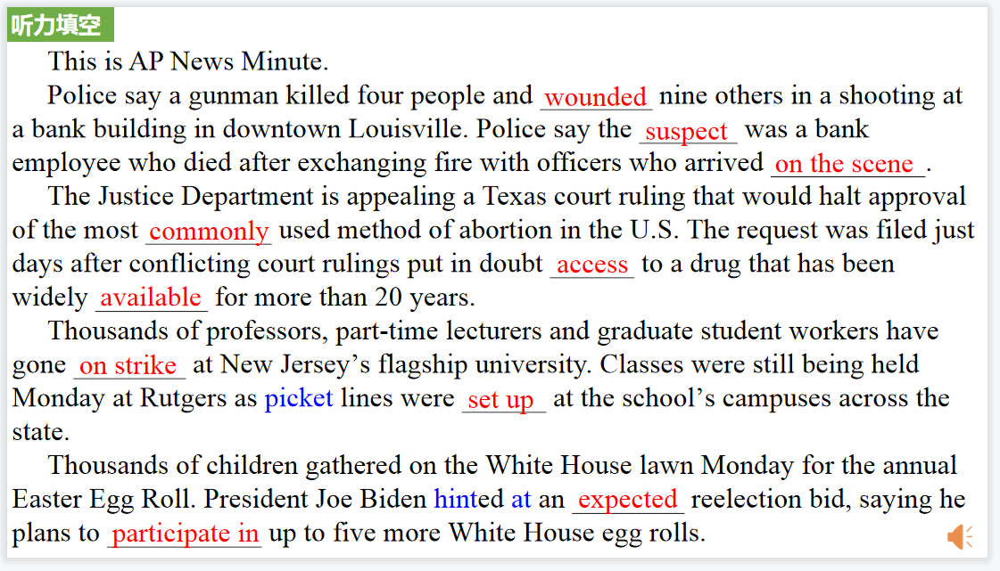 听力填空
This is AP News Minute.
Police say a gunman killed four people and wounded nine others in a shooting at
a bank building in downtown Louisville. Police say the suspect was a bank
employee who died after exchanging fire with officers who arrived on the scene .
The Justice Department is appealing a Texas court ruling that would halt approval
of the most commonly used method of abortion in the U.S. The request was filed just
days after conflicting court rulings put in doubt access to a drug that has been
widely available for more than 20 years.
Thousands of professors, part-time lecturers and graduate student workers have
gone on strike at New Jersey’s flagship university. Classes were still being held
Monday at Rutgers as picket lines were set up at the school’s campuses across the
state.
Thousands of children gathered on the White House lawn Monday for the annual
Easter Egg Roll. President Joe Biden hinted at an expected reelection bid, saying he
plans to participate in up to five more White House egg rolls.